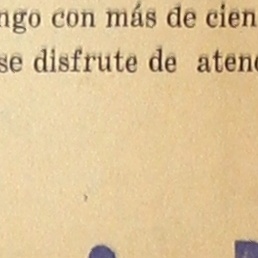 ngo con más de cien
se disfrute de aten